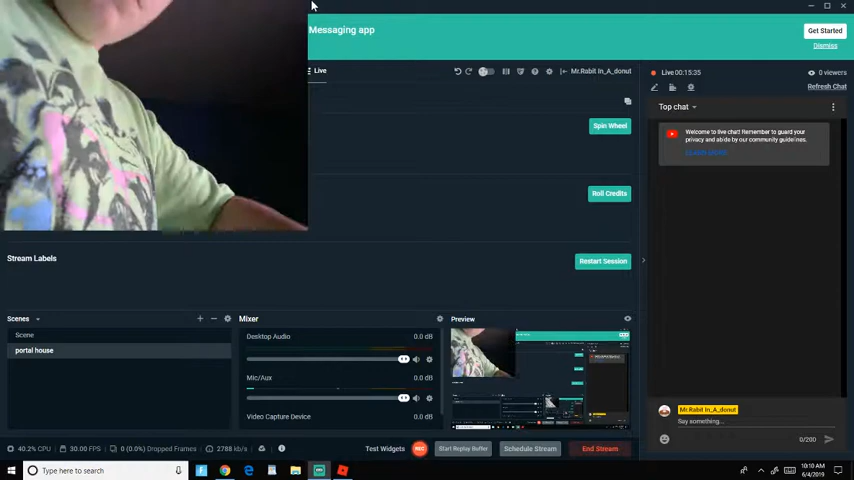 Messaging app
Get Started
Dismiss
Live
Mr.Rabit in_A_donut
Live 00:15:35
0 viewers
Refresh Chat
Top chat
Spin Wheel
Welcome to live chat! Remember to guard your
privacy and abide by our community guidelines.
Roll Credits
Stream Labels
Restart Session
Scenes
Mixer
Preview
Scene
portal house
Desktop Audio
0.0 dB
Mic/Aux
0.0 dB
Video Capture Device
0.0 dB
Mr.Rabit in_A_donut
Say something...
0/200
40.2% CPU
30.00 FPS
0 (0.0%) Dropped Frames
2788 kb/s
Test Widgets
REC
Start Replay Buffer
Schedule Stream
End Stream
Type here to search
10:10 AM
6/4/2019